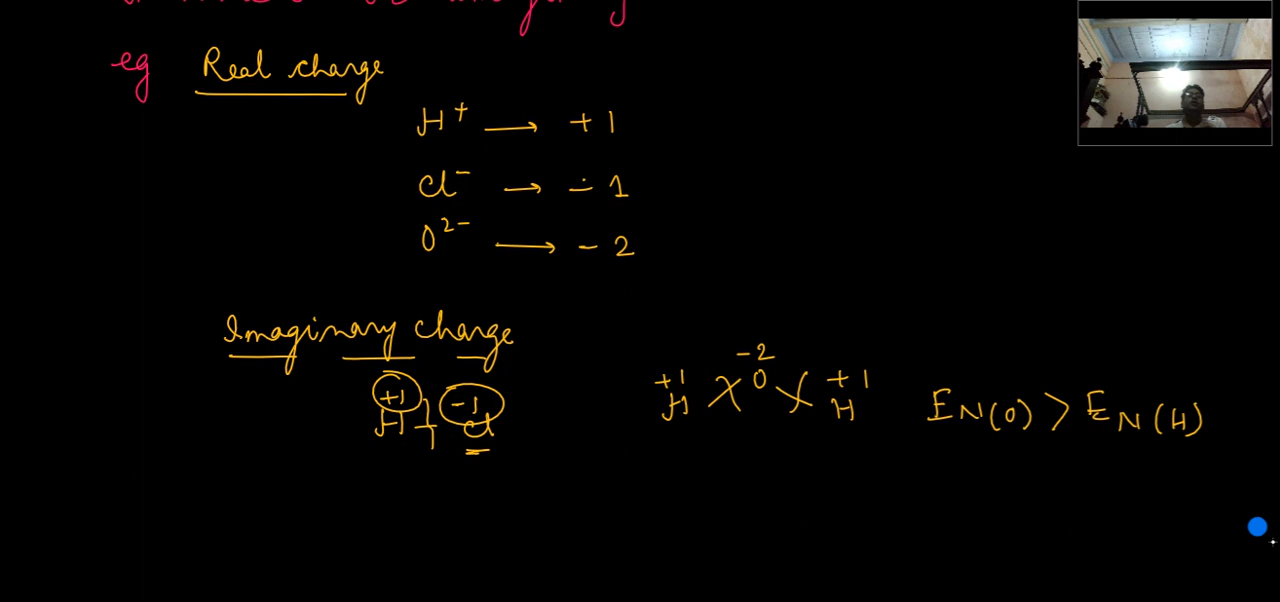 eg Real charge
H⁺ → +1
Cl⁻ → -1
O²⁻ → -2
Imaginary charge
+1 -1
H Cl
-2
+1 O +1
H H EN(O) > EN(H)